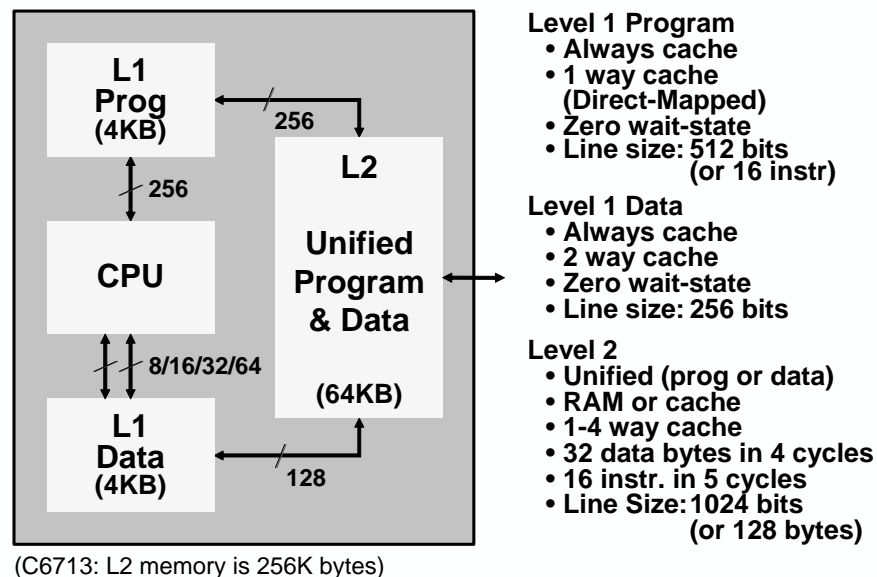 L1
Prog
(4KB)
256
256
CPU
8/16/32/64
L1
Data
(4KB)
128
L2
Unified
Program
& Data
(64KB)
(C6713: L2 memory is 256K bytes)
Level 1 Program
• Always cache
• 1 way cache
(Direct-Mapped)
• Zero wait-state
• Line size: 512 bits
(or 16 instr)
Level 1 Data
• Always cache
• 2 way cache
• Zero wait-state
• Line size: 256 bits
Level 2
• Unified (prog or data)
• RAM or cache
• 1-4 way cache
• 32 data bytes in 4 cycles
• 16 instr. in 5 cycles
• Line Size: 1024 bits
(or 128 bytes)